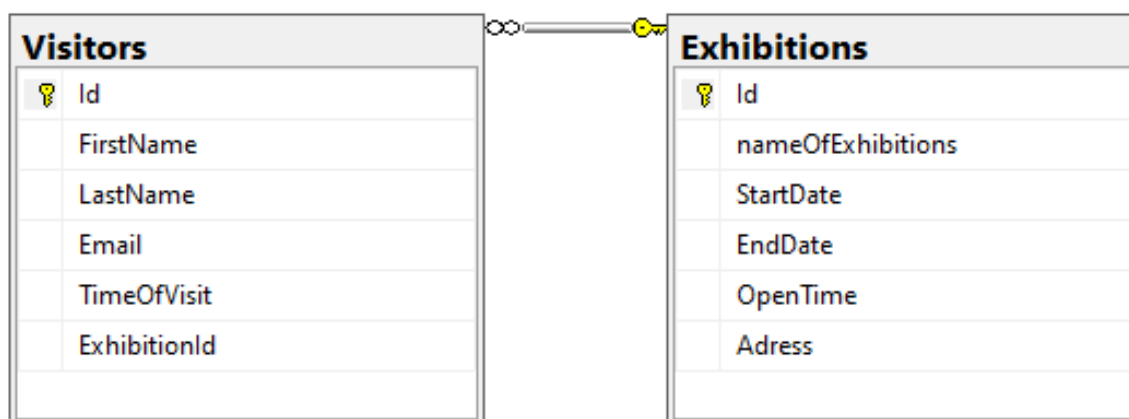 Visitors
Id
FirstName
LastName
Email
TimeOfVisit
ExhibitionId
Exhibitions
Id
nameOfExhibitions
StartDate
EndDate
OpenTime
Adress